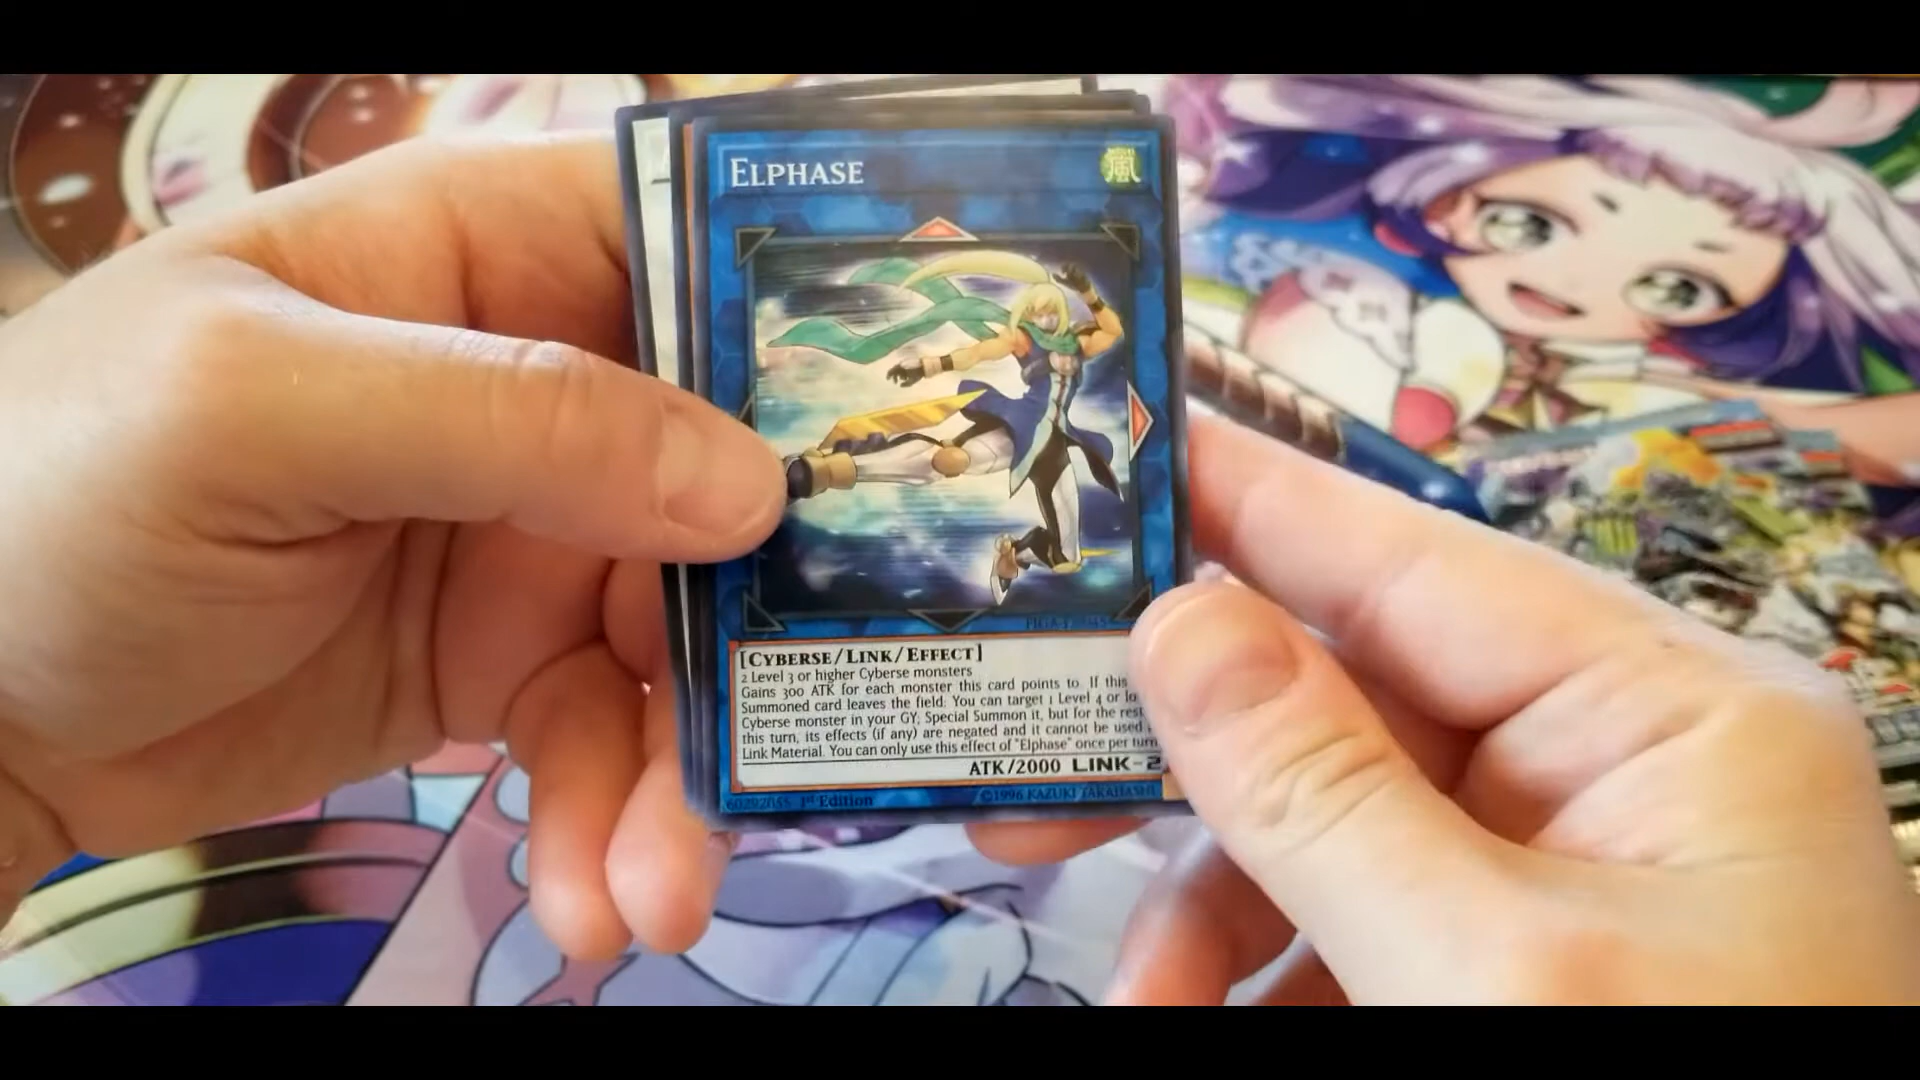 ELPHASE
風
[CYBERSE/LINK/EFFECT]
2 Level 3 or higher Cyberse monsters
Gains 300 ATK for each monster this card points to. If this
Summoned card leaves the field: You can target 1 Level 4 or lo
Cyberse monster in your GY; Special Summon it, but for the rest
this turn, its effects (if any) are negated and it cannot be used
Link Material. You can only use this effect of "Elphase" once per turn
ATK/2000 LINK-2
60292055 1st Edition
©1996 KAZUKI TAKAHASHI